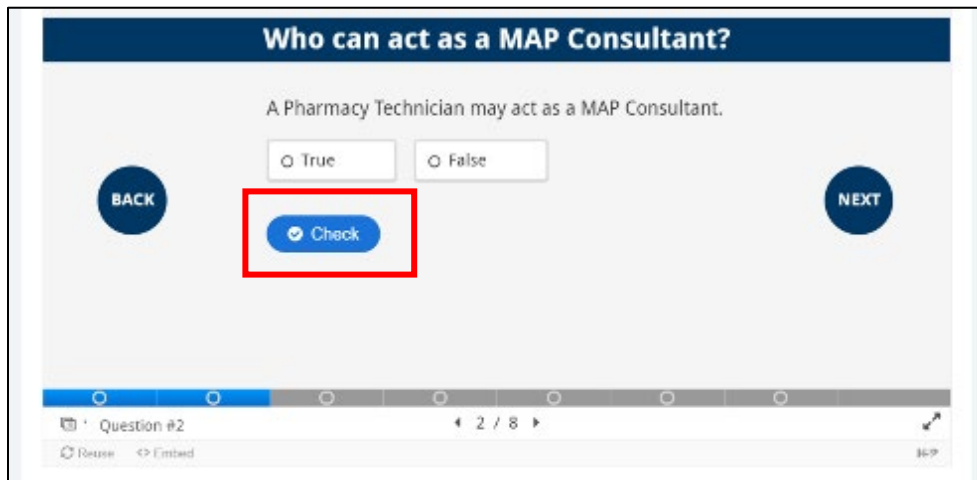 Who can act as a MAP Consultant?
A Pharmacy Technician may act as a MAP Consultant.
True False
BACK
NEXT
Check
Question #2 2 / 8
Reuse <> Embed H5P